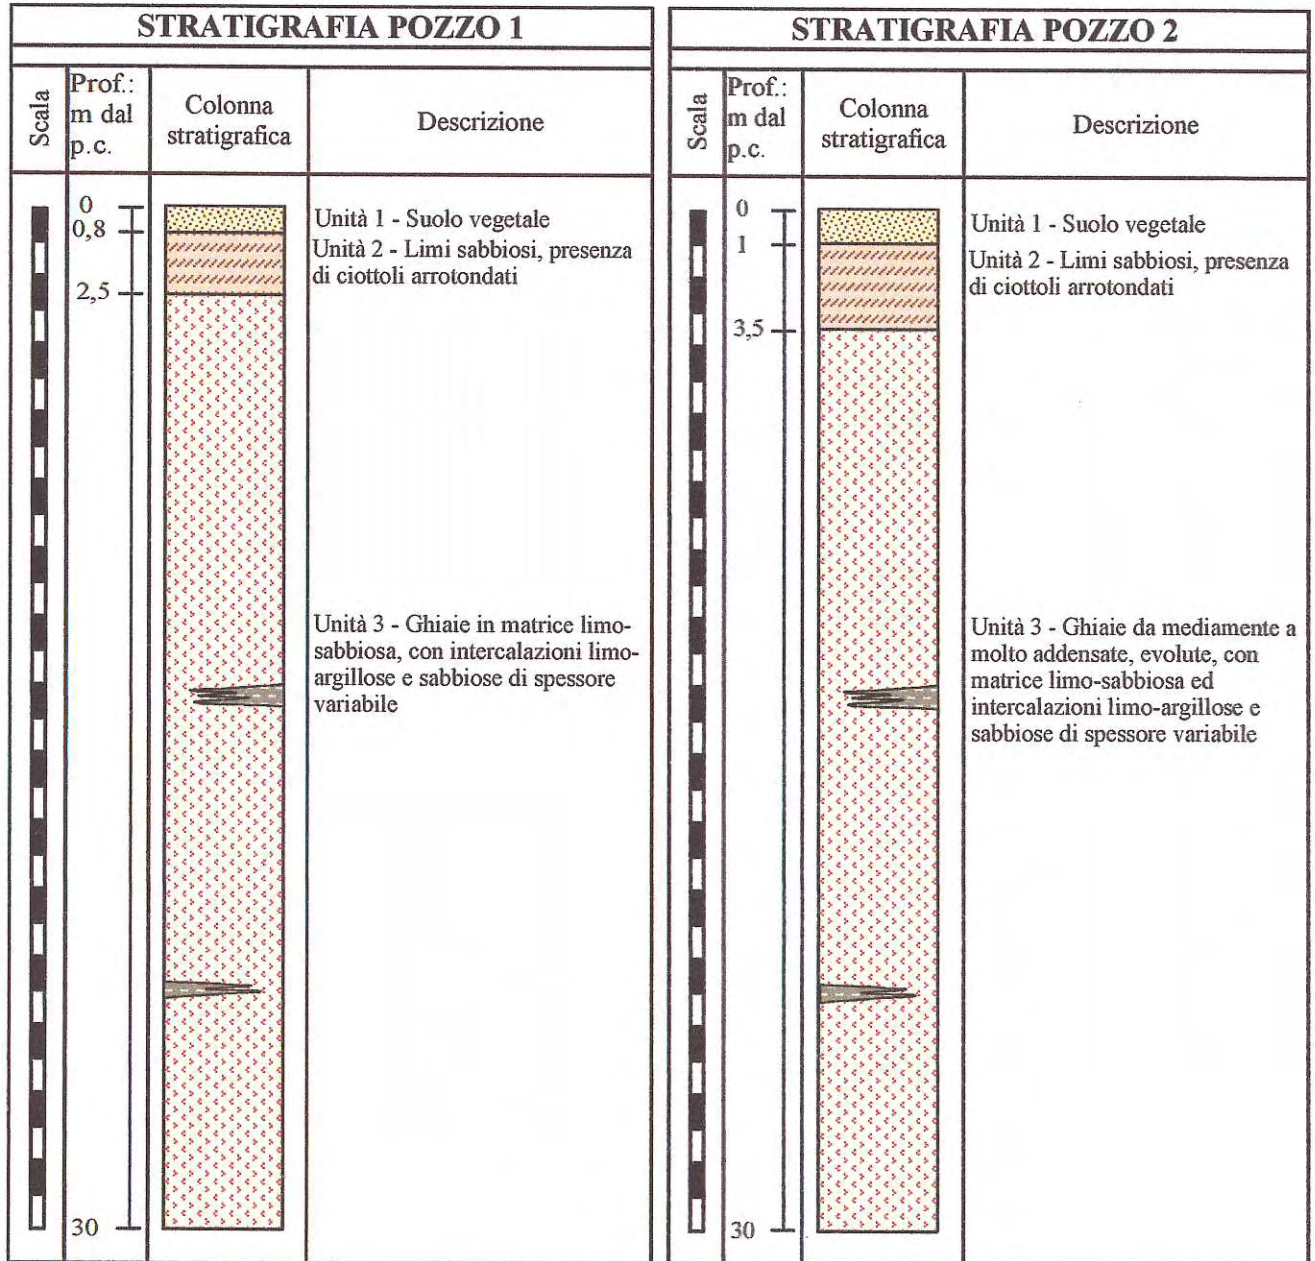 STRATIGRAFIA POZZO 1
Scala
Prof.:
m dal
p.c.
Colonna
stratigrafica
Descrizione
0
0,8
2,5
30
Unità 1 - Suolo vegetale
Unità 2 - Limi sabbiosi, presenza
di ciottoli arrotondati
Unità 3 - Ghiaie in matrice limo-
sabbiosa, con intercalazioni limo-
argillose e sabbiose di spessore
variabile
STRATIGRAFIA POZZO 2
Scala
Prof.:
m dal
p.c.
Colonna
stratigrafica
Descrizione
0
1
3,5
30
Unità 1 - Suolo vegetale
Unità 2 - Limi sabbiosi, presenza
di ciottoli arrotondati
Unità 3 - Ghiaie da mediamente a
molto addensate, evolute, con
matrice limo-sabbiosa ed
intercalazioni limo-argillose e
sabbiose di spessore variabile